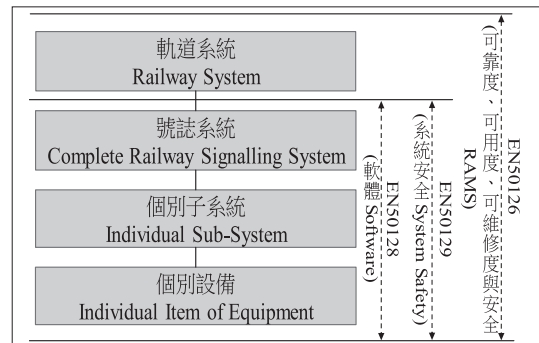 軌道系統
Railway System
號誌系統
Complete Railway Signalling System
個別子系統
Individual Sub-System
個別設備
Individual Item of Equipment
EN50128
(軟體 Software)
EN50129
(系統安全 System Safety)
EN50126
(可靠度、可用度、可維修度與安全
RAMS)